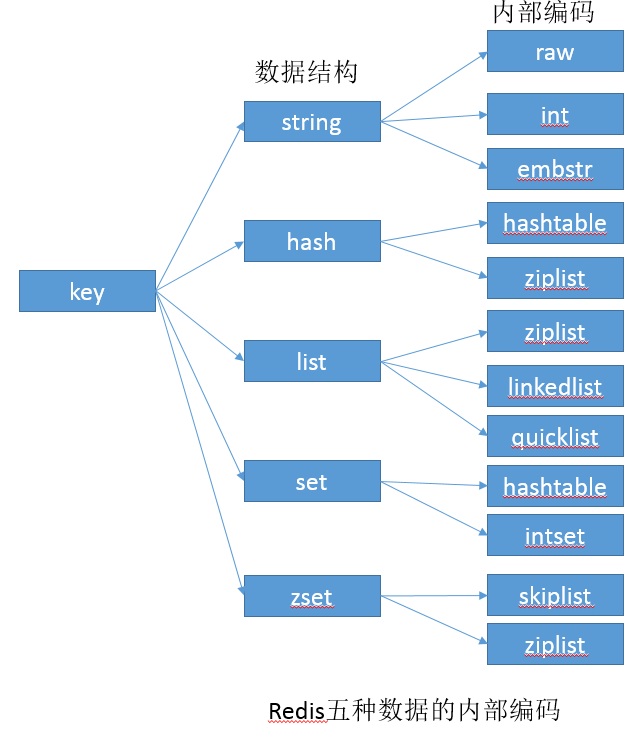 内部编码
raw
数据结构
int
string
embstr
hashtable
hash
ziplist
key
ziplist
list
linkedlist
quicklist
set
hashtable
intset
zset
skiplist
ziplist
Redis五种数据的内部编码